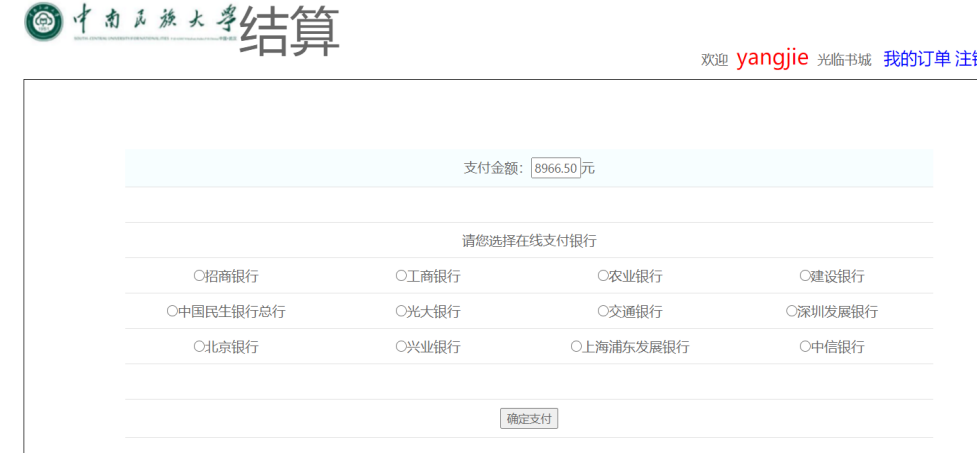 中南民族大学结算
欢迎 yangjie 光临书城 我的订单 注
支付金额：8966.50元
请您选择在线支付银行
招商银行 工商银行 农业银行 建设银行
中国民生银行总行 光大银行 交通银行 深圳发展银行
北京银行 兴业银行 上海浦东发展银行 中信银行
确定支付